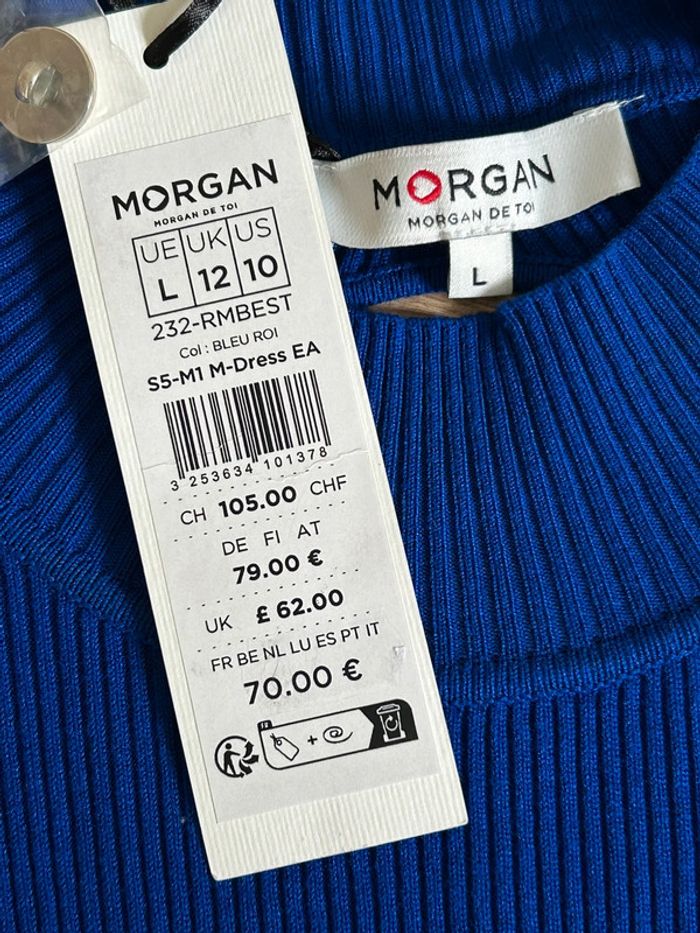 MORGAN
MORGAN DE TOI
UE UK US
L 12 10
232-RMBEST
Col : BLEU ROI
S5-M1 M-Dress EA
3 253634 101378
CH 105.00 CHF
DE FI AT
79.00 €
UK £ 62.00
FR BE NL LU ES PT IT
70.00 €
FR
+
MORGAN
MORGAN DE TOI
L